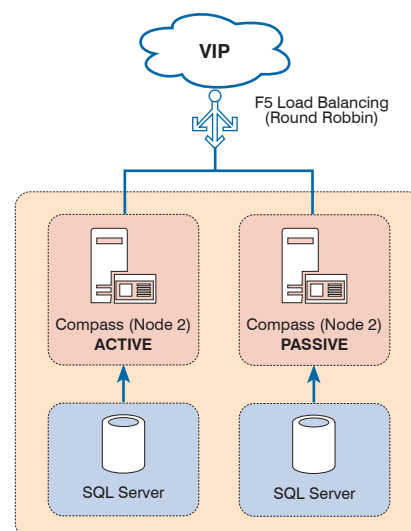 VIP
F5 Load Balancing
(Round Robbin)
Compass (Node 2)
ACTIVE
Compass (Node 2)
PASSIVE
SQL Server
SQL Server